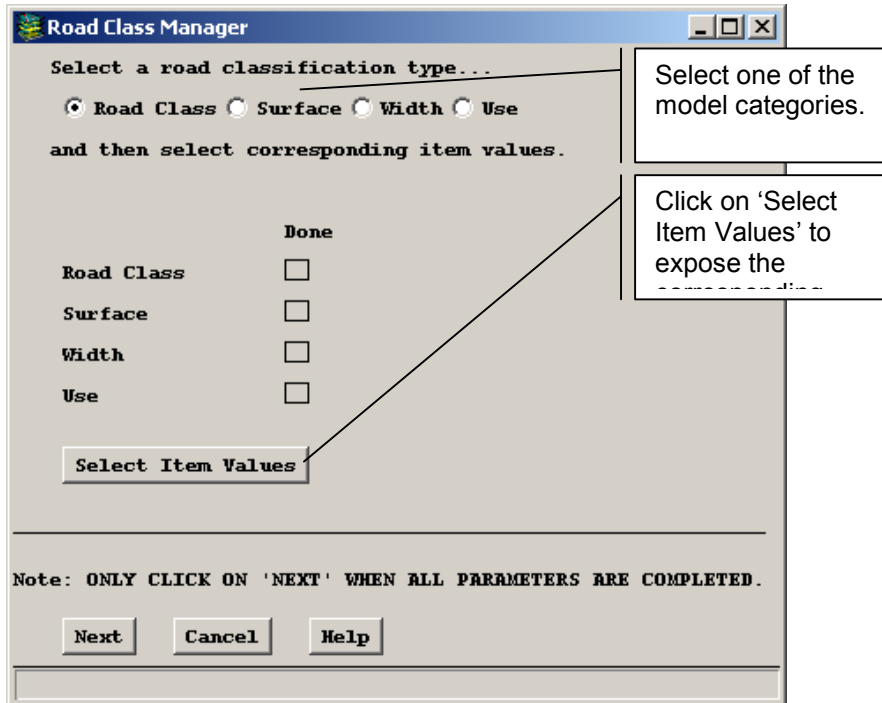 Road Class Manager
Select a road classification type...
Road Class Surface Width Use
and then select corresponding item values.
Done
Road Class
Surface
Width
Use
Select Item Values
Note: ONLY CLICK ON 'NEXT' WHEN ALL PARAMETERS ARE COMPLETED.
Next Cancel Help
Select one of the
model categories.
Click on ‘Select
Item Values’ to
expose the